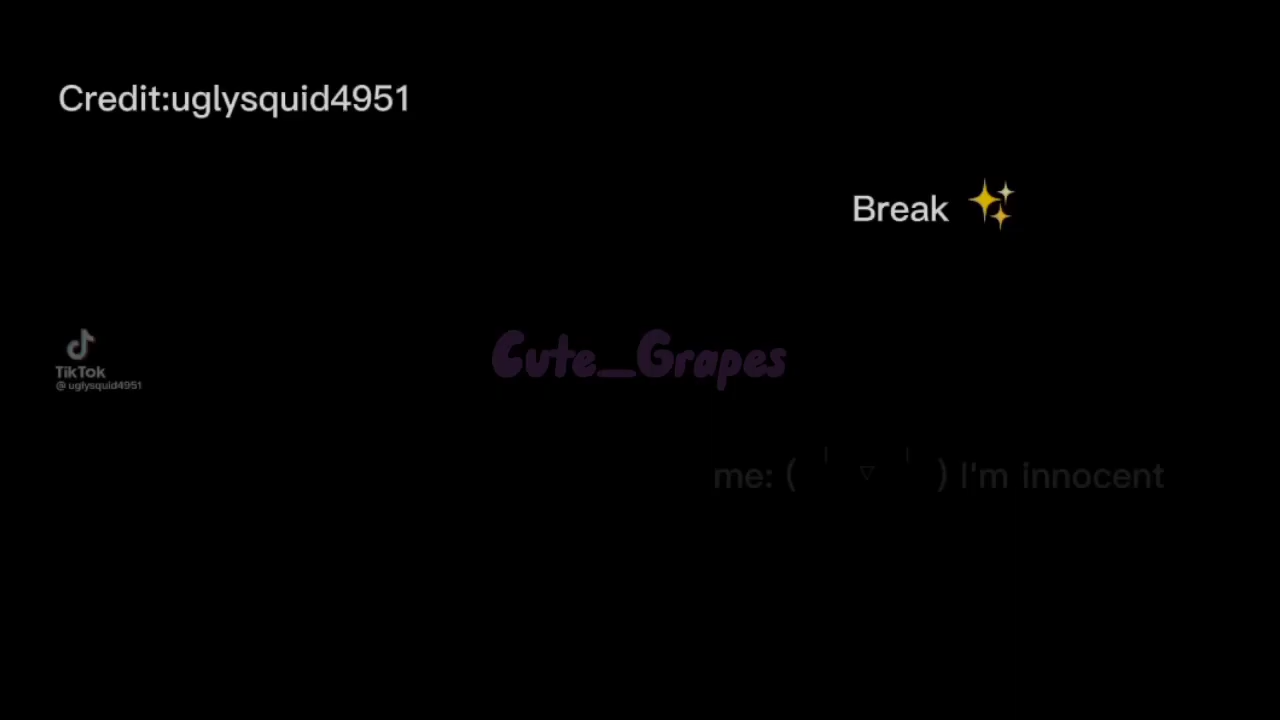 Credit:uglysquid4951
Break ✨
Cute_Grapes
TikTok
@uglysquid4951
me: ( ╵ ▿ ╵ ) I'm innocent